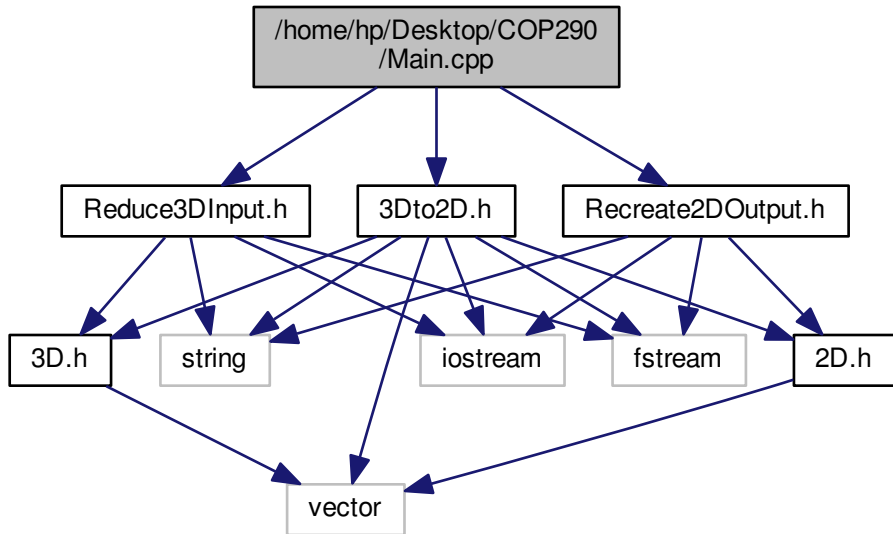 /home/hp/Desktop/COP290
/Main.cpp
Reduce3DInput.h
3Dto2D.h
Recreate2DOutput.h
3D.h
string
iostream
fstream
2D.h
vector